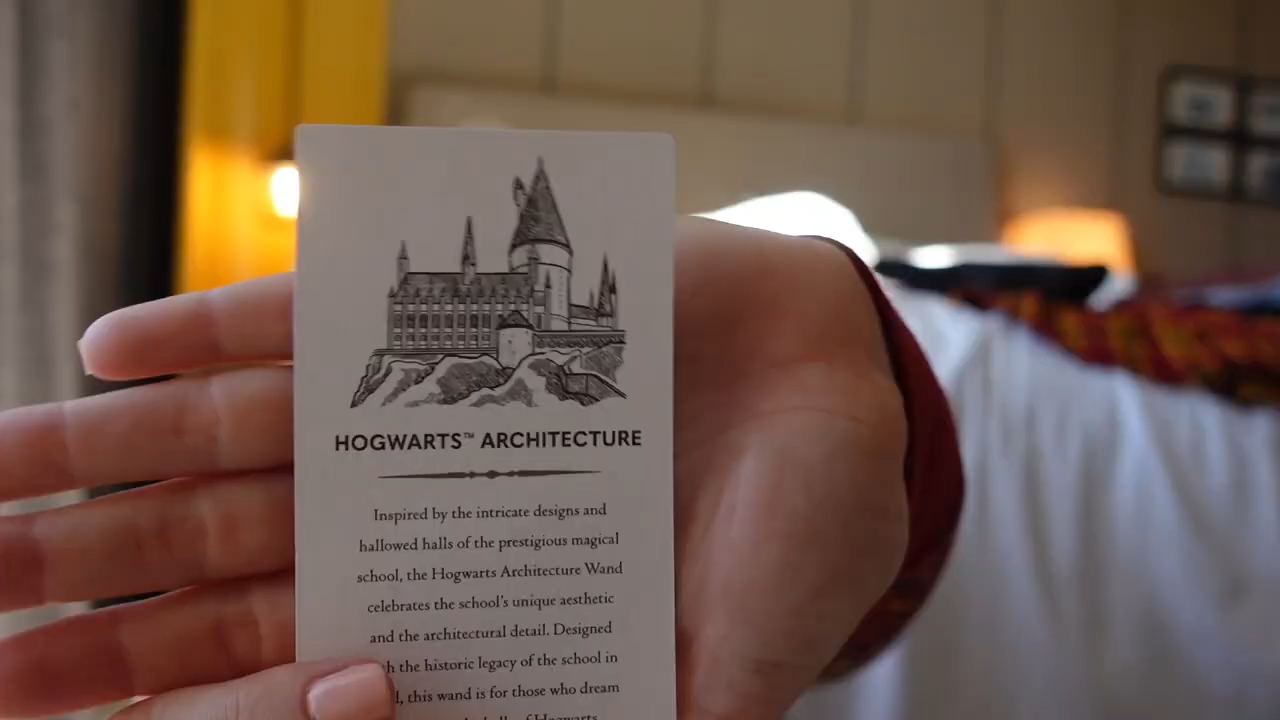 HOGWARTS™ ARCHITECTURE
Inspired by the intricate designs and
hallowed halls of the prestigious magical
school, the Hogwarts Architecture Wand
celebrates the school's unique aesthetic
and the architectural detail. Designed
the historic legacy of the school in
this wand is for those who dream
of Hogwarts